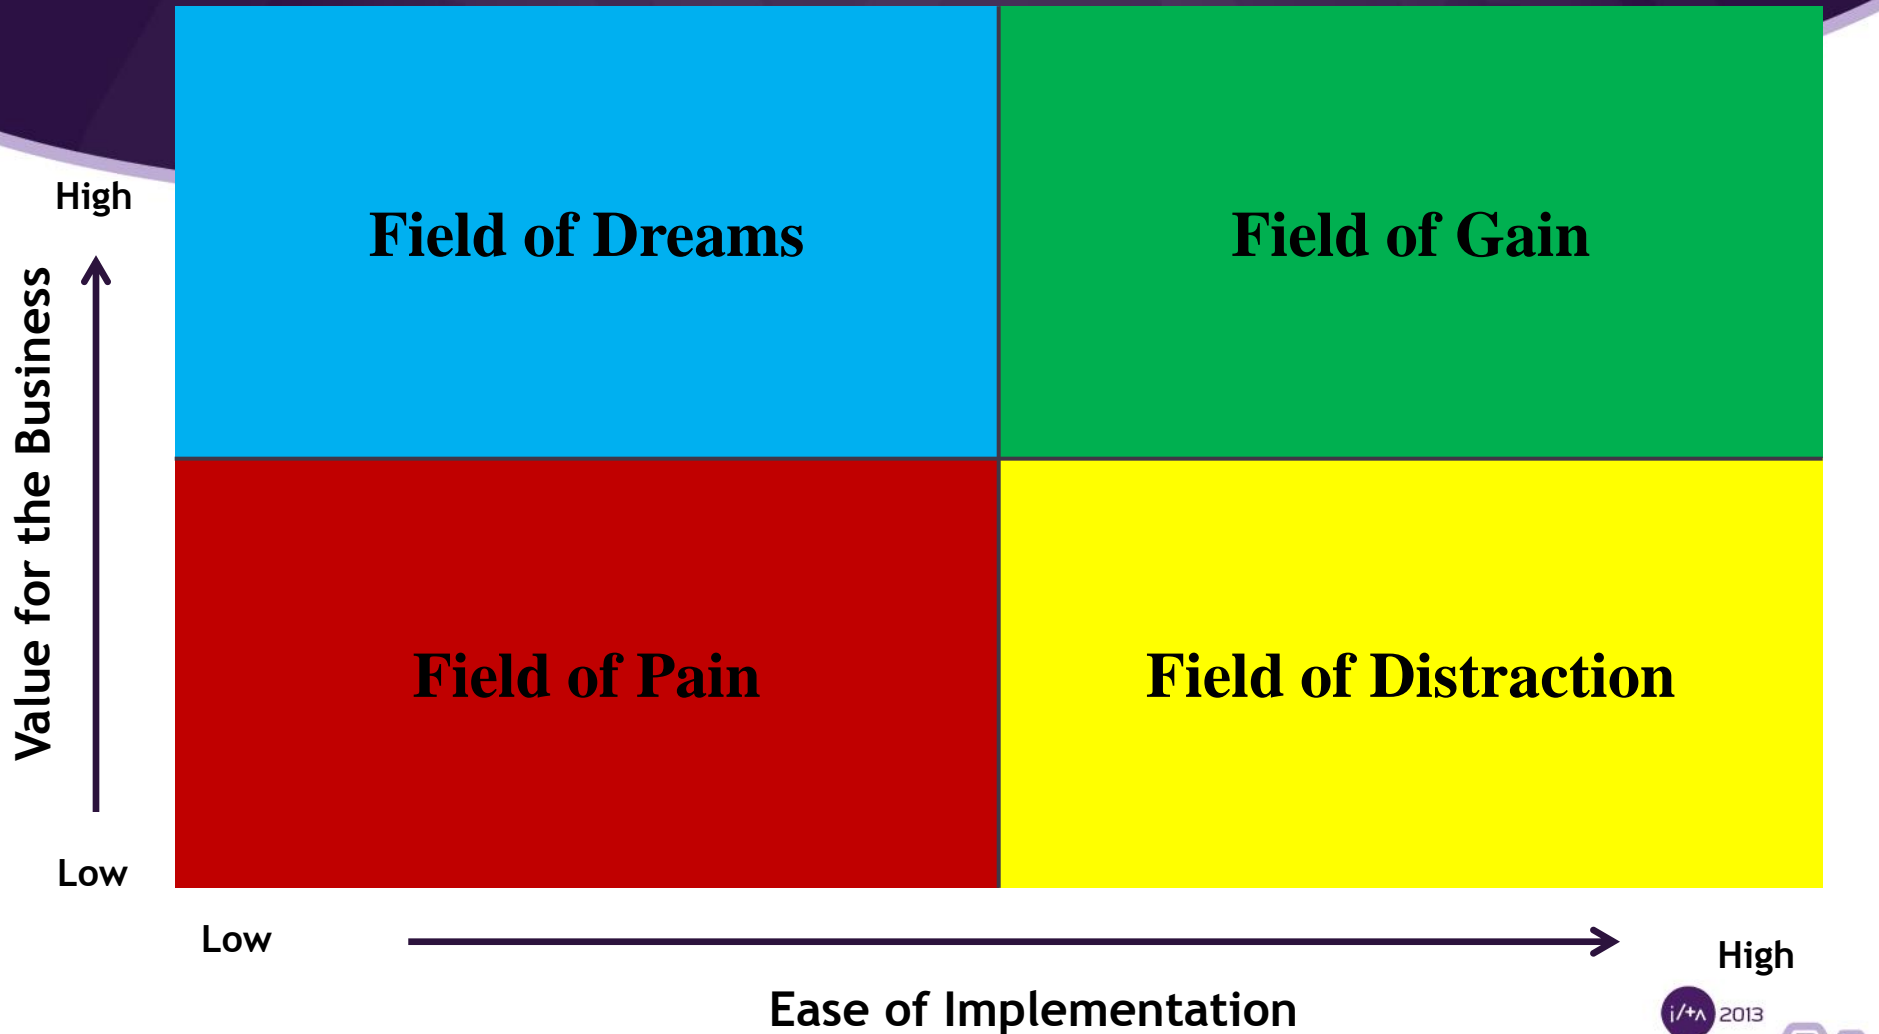 High
Field of Dreams
Field of Gain
Value for the Business
Field of Pain
Field of Distraction
Low
Low
High
Ease of Implementation
2013